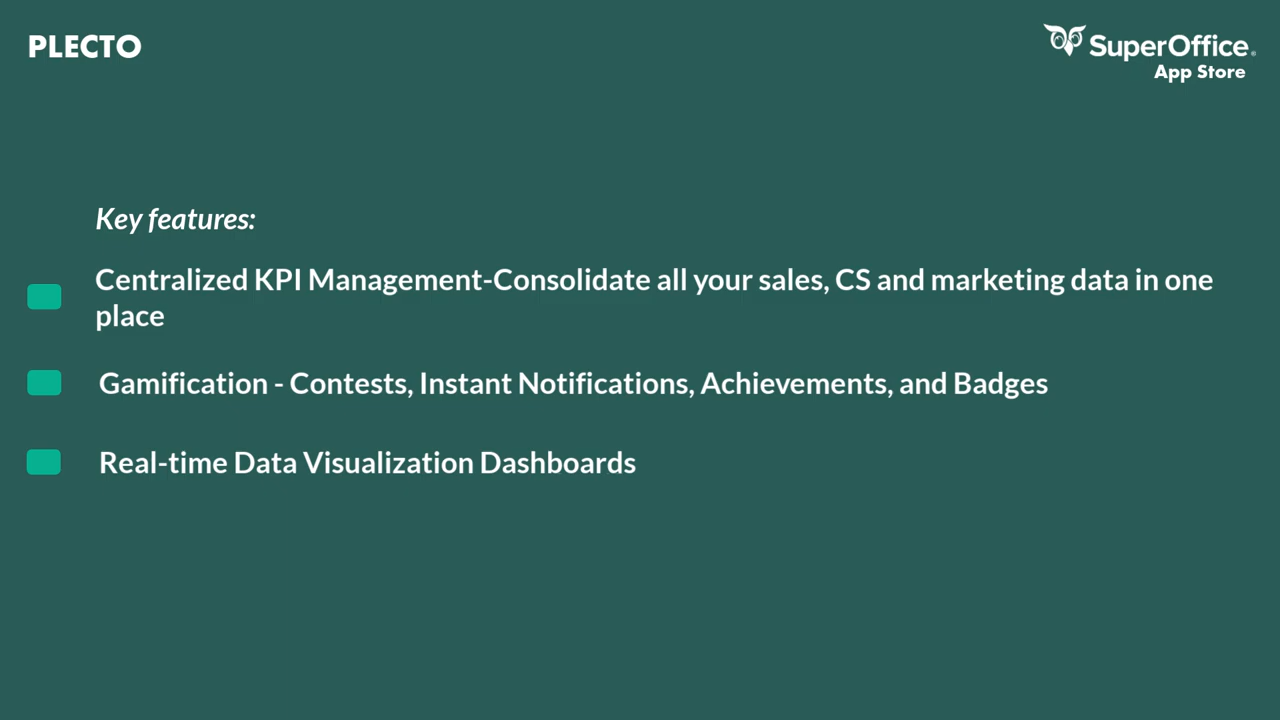 PLECTO
SuperOffice®
App Store
Key features:
Centralized KPI Management-Consolidate all your sales, CS and marketing data in one
place
Gamification - Contests, Instant Notifications, Achievements, and Badges
Real-time Data Visualization Dashboards